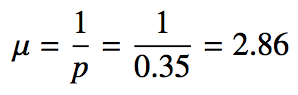 μ = 1/p = 1/0.35 = 2.86